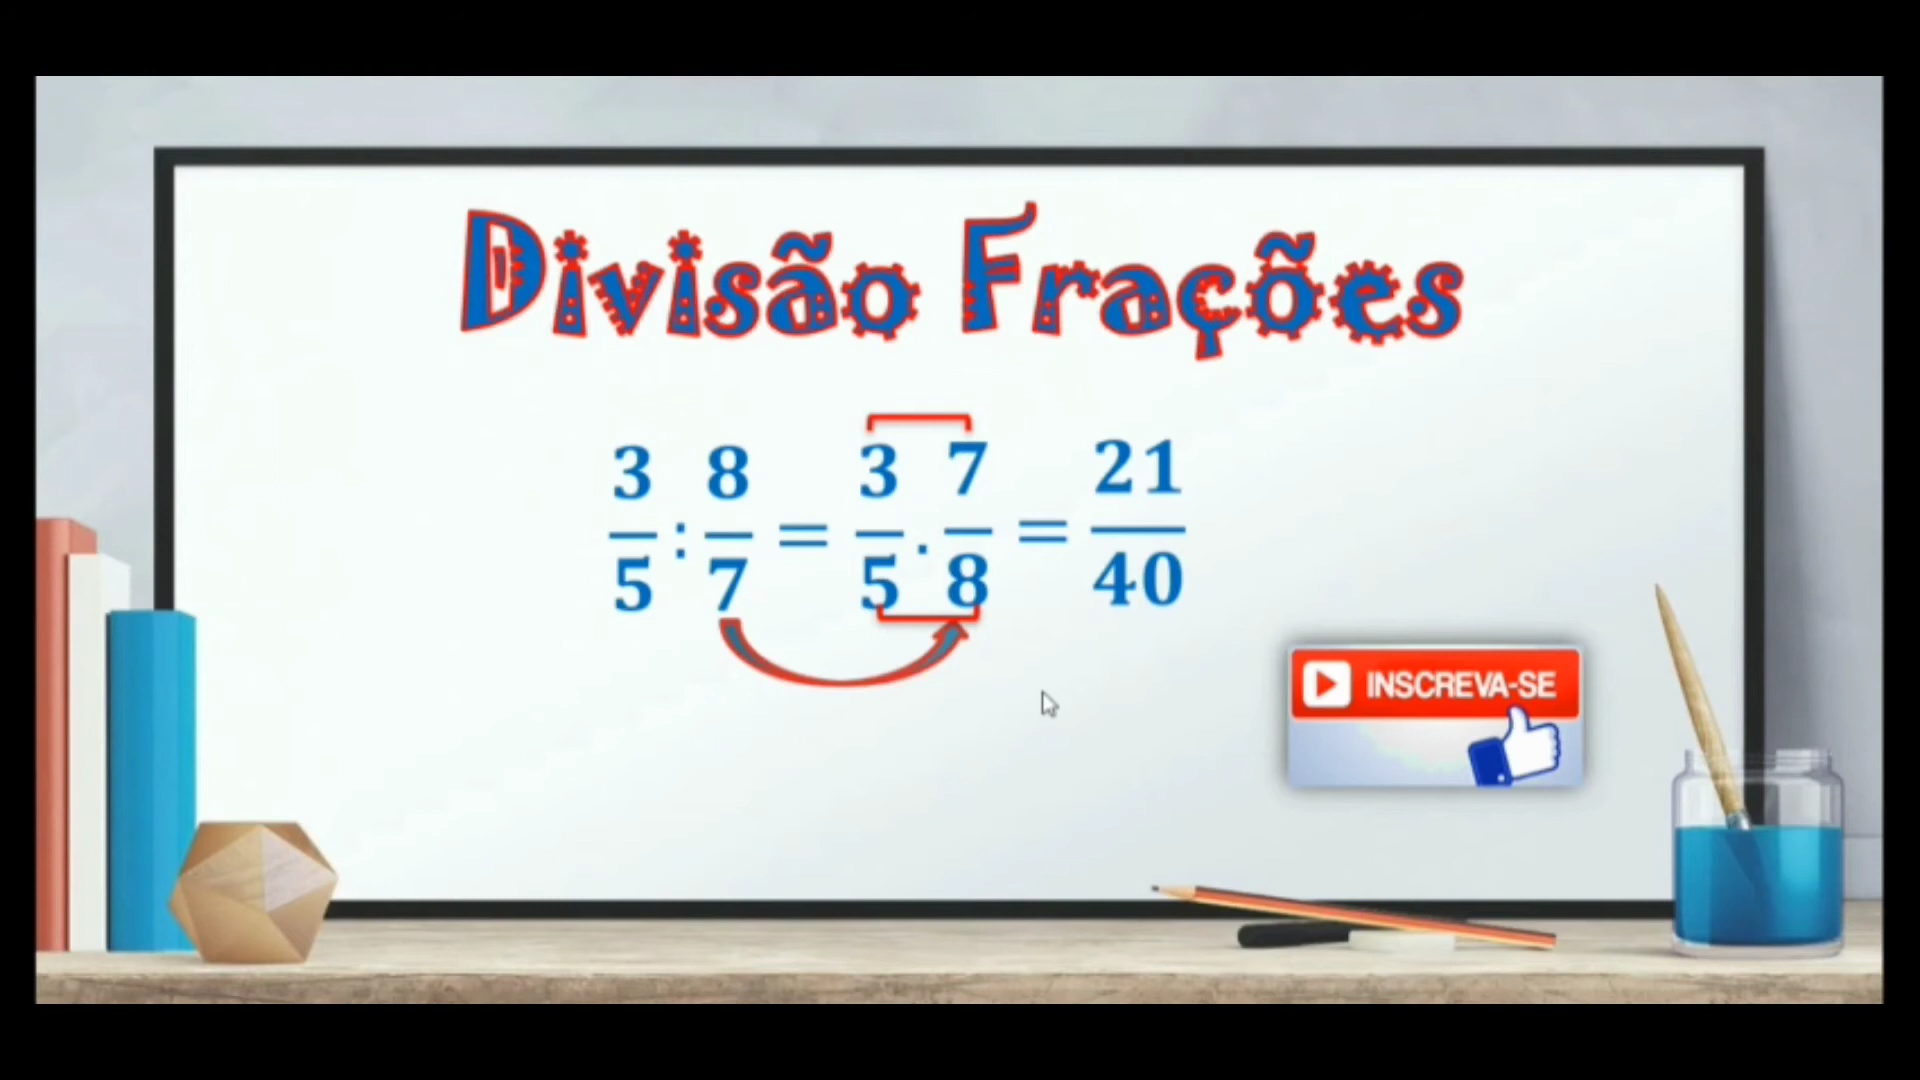 Divisão Frações
3/5 : 8/7 = 3/5 . 7/8 = 21/40
INSCREVA-SE